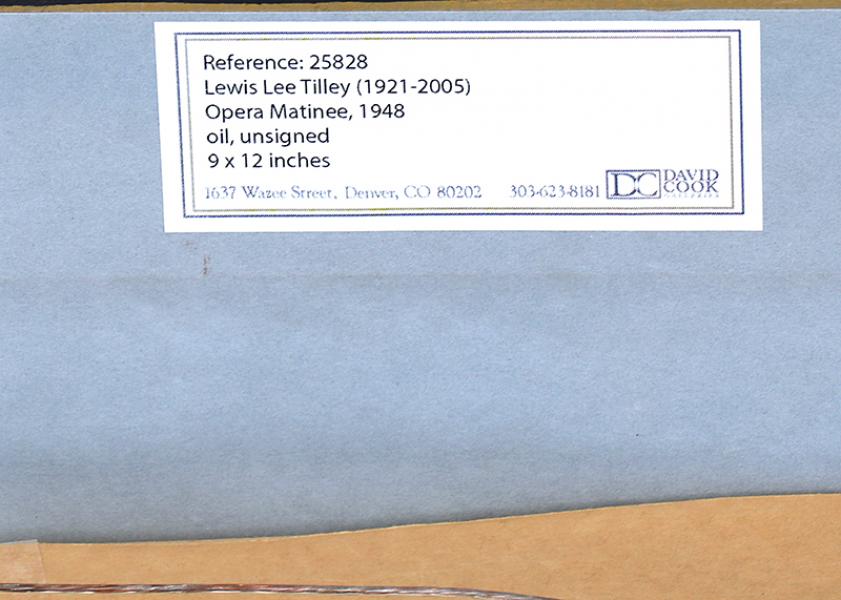 Reference: 25828
Lewis Lee Tilley (1921-2005)
Opera Matinee, 1948
oil, unsigned
9 x 12 inches
1637 Wazee Street, Denver, CO 80202 303-623-8181 DC DAVID COOK GALLERIES